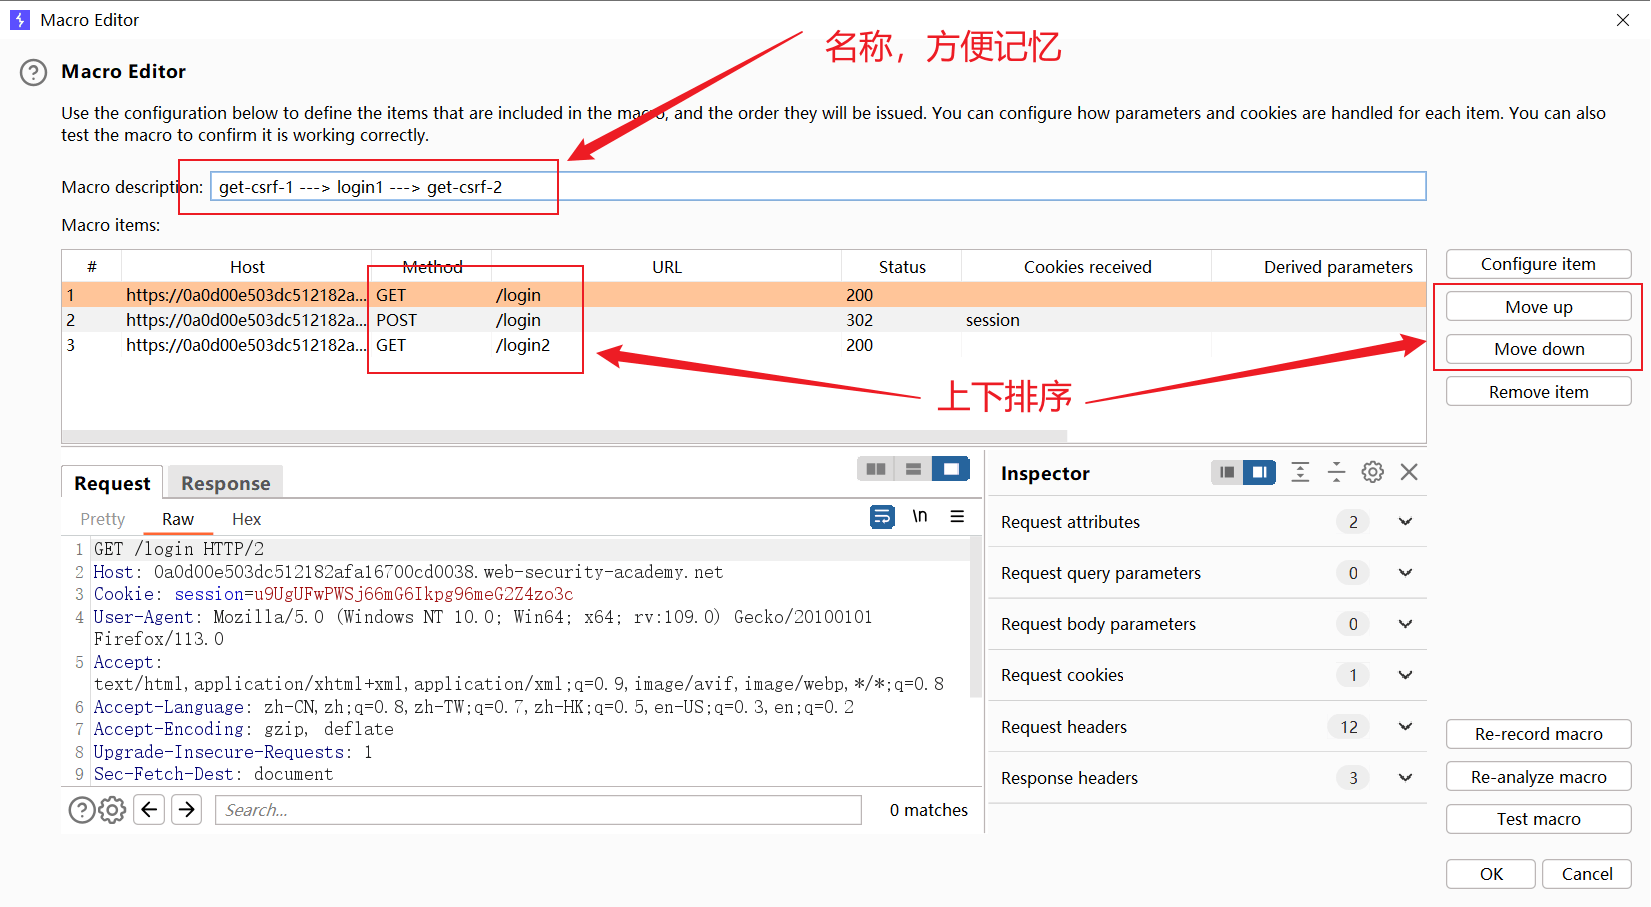 Macro Editor
名称，方便记忆
Macro Editor
Use the configuration below to define the items that are included in the macro, and the order they will be issued. You can configure how parameters and cookies are handled for each item. You can also
test the macro to confirm it is working correctly.
Macro description: get-csrf-1 ---> login1 ---> get-csrf-2
Macro items:
# Host Method URL Status Cookies received Derived parameters
1 https://0a0d00e503dc512182a... GET /login 200
2 https://0a0d00e503dc512182a... POST /login 302 session
3 https://0a0d00e503dc512182a... GET /login2 200
Configure item
Move up
Move down
Remove item
上下排序
Request Response
Pretty Raw Hex \n
1 GET /login HTTP/2
2 Host: 0a0d00e503dc512182afa16700cd0038.web-security-academy.net
3 Cookie: session=u9UgUFwPWSj66mG6Ikpg96meG2Z4zo3c
4 User-Agent: Mozilla/5.0 (Windows NT 10.0; Win64; x64; rv:109.0) Gecko/20100101
Firefox/113.0
5 Accept:
text/html,application/xhtml+xml,application/xml;q=0.9,image/avif,image/webp,*/*;q=0.8
6 Accept-Language: zh-CN,zh;q=0.8,zh-TW;q=0.7,zh-HK;q=0.5,en-US;q=0.3,en;q=0.2
7 Accept-Encoding: gzip, deflate
8 Upgrade-Insecure-Requests: 1
9 Sec-Fetch-Dest: document
Search...
0 matches
Inspector
Request attributes 2
Request query parameters 0
Request body parameters 0
Request cookies 1
Request headers 12
Response headers 3
Re-record macro
Re-analyze macro
Test macro
OK Cancel